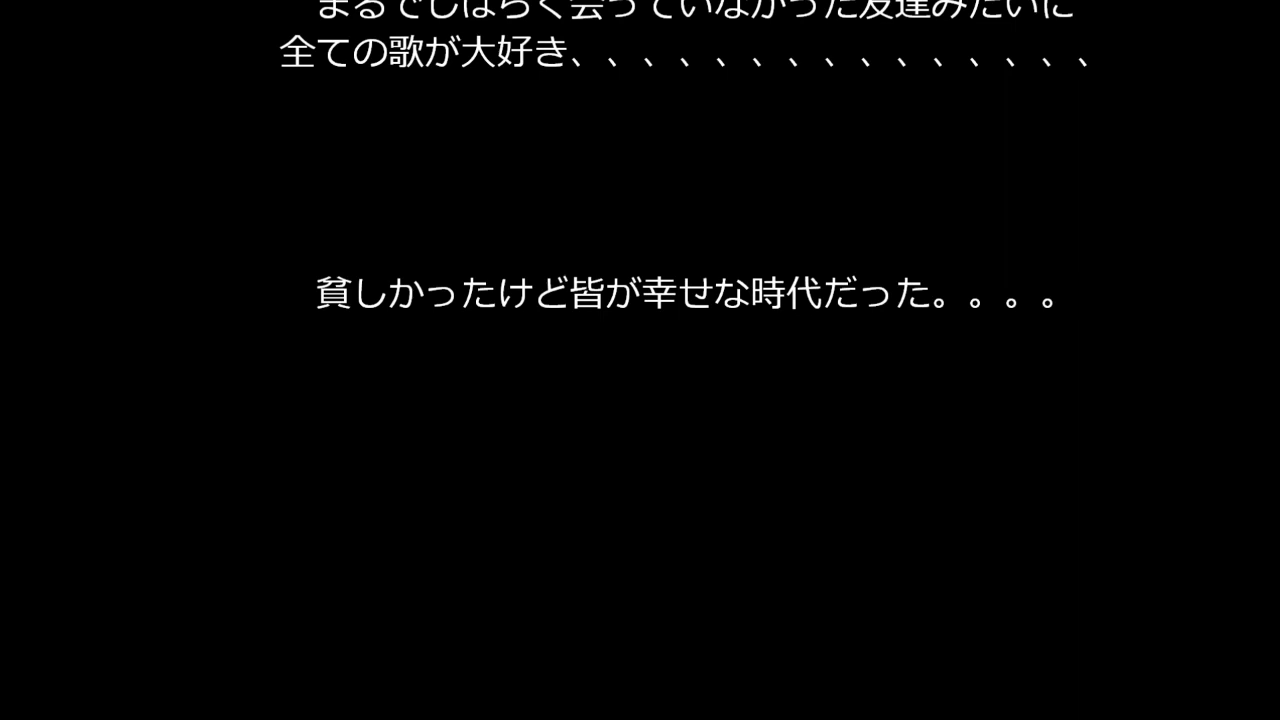 まるでしばらく会っていなかった友達みたいに
全ての歌が大好き、、、、、、、、、、、、、、、
貧しかったけど皆が幸せな時代だった。。。。